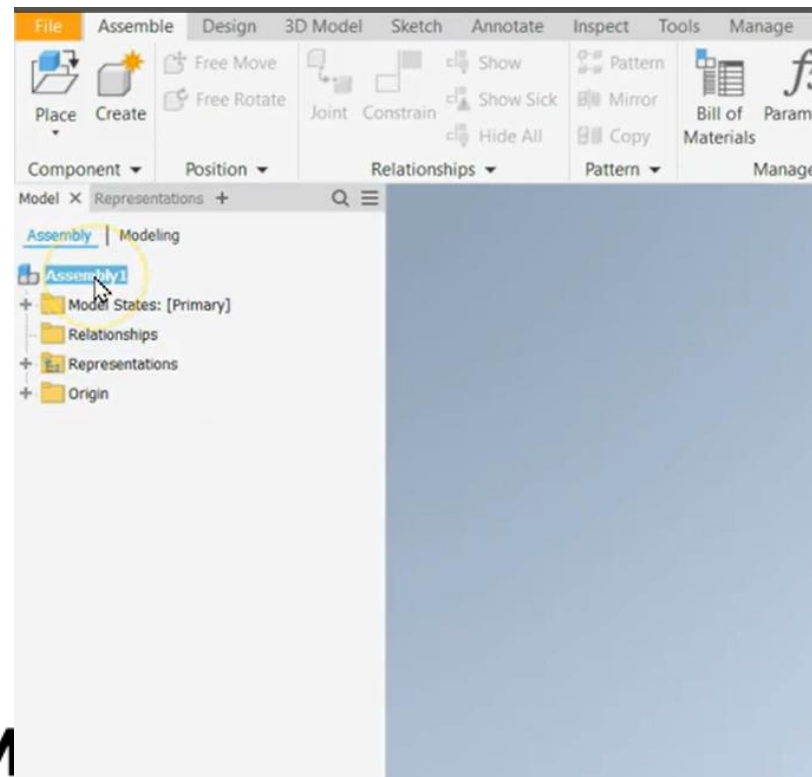 File Assemble Design 3D Model Sketch Annotate Inspect Tools Manage
Free Move Show Pattern
Free Rotate Show Sick Mirror
Place Create Joint Constrain Bill of
Hide All Copy Materials
Component Position Relationships Pattern
Model X Representations +
Assembly | Modeling
Assembly1
Model States: [Primary]
Relationships
Representations
Origin
M